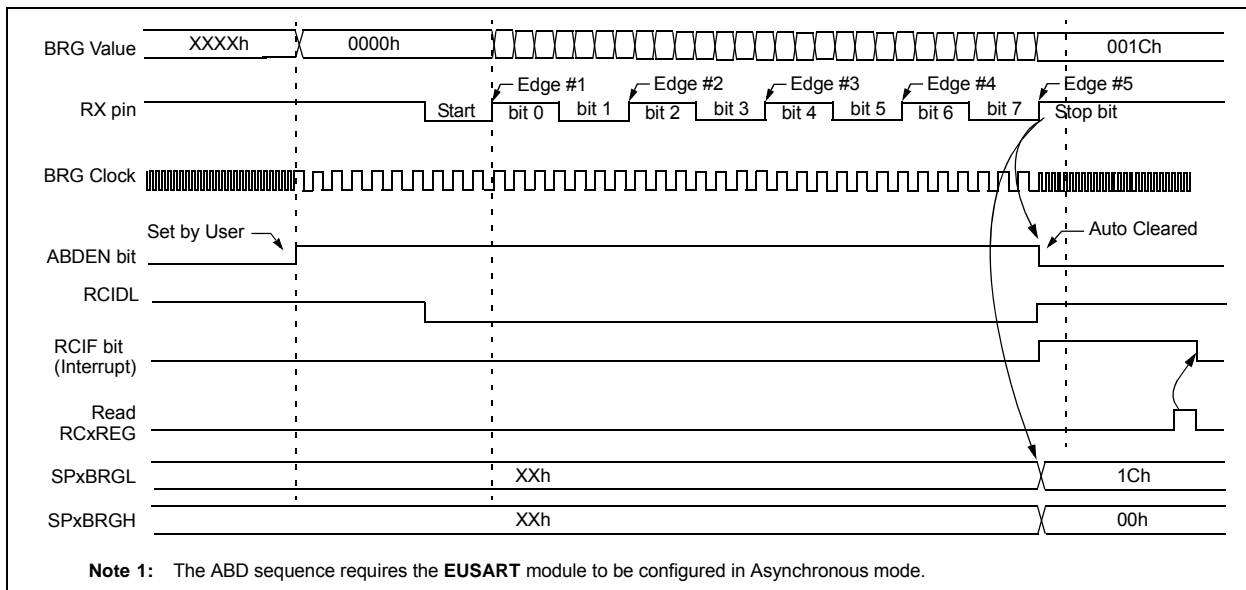 BRG Value XXXXh 0000h 001Ch
Edge #1 Edge #2 Edge #3 Edge #4 Edge #5
RX pin Start bit 0 bit 1 bit 2 bit 3 bit 4 bit 5 bit 6 bit 7 Stop bit
BRG Clock
Set by User Auto Cleared
ABDEN bit
RCIDL
RCIF bit
(Interrupt)
Read
RCxREG
SPxBRGL XXh 1Ch
SPxBRGH XXh 00h
Note 1: The ABD sequence requires the EUSART module to be configured in Asynchronous mode.